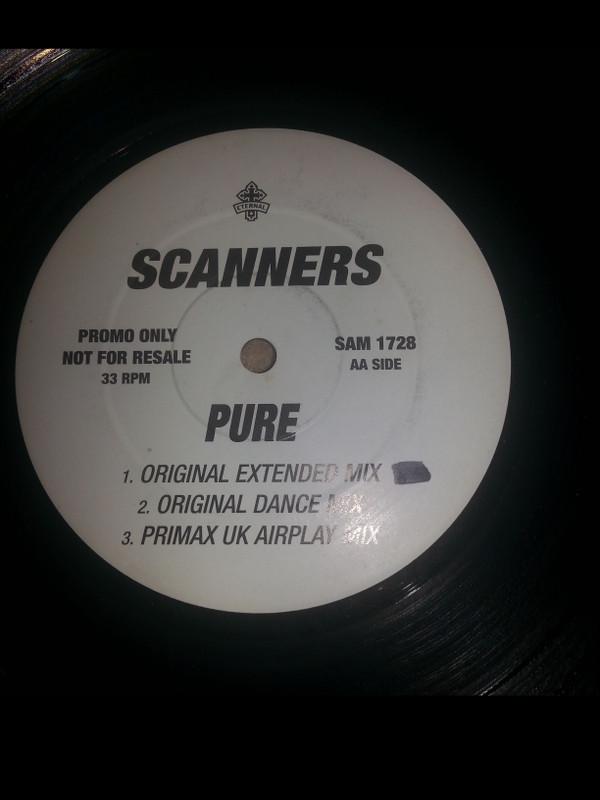 ETERNAL
SCANNERS
PROMO ONLY
NOT FOR RESALE
33 RPM
SAM 1728
AA SIDE
PURE
1. ORIGINAL EXTENDED MIX
2. ORIGINAL DANCE MIX
3. PRIMAX UK AIRPLAY MIX